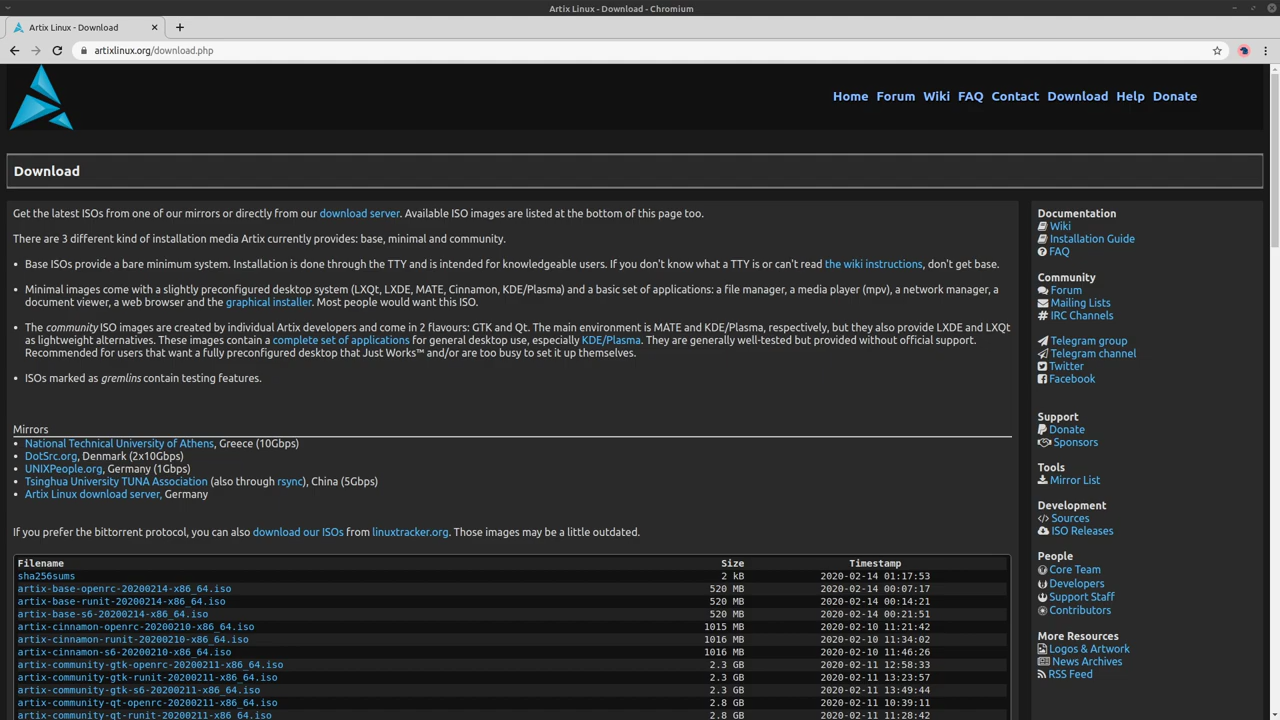 Artix Linux - Download - Chromium
Artix Linux - Download
artixlinux.org/download.php
Home Forum Wiki FAQ Contact Download Help Donate
Download
Get the latest ISOs from one of our mirrors or directly from our download server. Available ISO images are listed at the bottom of this page too.
There are 3 different kind of installation media Artix currently provides: base, minimal and community.
• Base ISOs provide a bare minimum system. Installation is done through the TTY and is intended for knowledgeable users. If you don't know what a TTY is or can't read the wiki instructions, don't get base.
• Minimal images come with a slightly preconfigured desktop system (LXQt, LXDE, MATE, Cinnamon, KDE/Plasma) and a basic set of applications: a file manager, a media player (mpv), a network manager, a
document viewer, a web browser and the graphical installer. Most people would want this ISO.
• The community ISO images are created by individual Artix developers and come in 2 flavours: GTK and Qt. The main environment is MATE and KDE/Plasma, respectively, but they also provide LXDE and LXQt
as lightweight alternatives. These images contain a complete set of applications for general desktop use, especially KDE/Plasma. They are generally well-tested but provided without official support.
Recommended for users that want a fully preconfigured desktop that Just Works™ and/or are too busy to set it up themselves.
• ISOs marked as gremlins contain testing features.
Mirrors
• National Technical University of Athens, Greece (10Gbps)
• DotSrc.org, Denmark (2x10Gbps)
• UNIXPeople.org, Germany (1Gbps)
• Tsinghua University TUNA Association (also through rsync), China (5Gbps)
• Artix Linux download server, Germany
If you prefer the bittorrent protocol, you can also download our ISOs from linuxtracker.org. Those images may be a little outdated.
Filename Size Timestamp
sha256sums 2 kB 2020-02-14 01:17:53
artix-base-openrc-20200214-x86_64.iso 520 MB 2020-02-14 00:07:17
artix-base-runit-20200214-x86_64.iso 520 MB 2020-02-14 00:14:21
artix-base-s6-20200214-x86_64.iso 520 MB 2020-02-14 00:21:51
artix-cinnamon-openrc-20200210-x86_64.iso 1015 MB 2020-02-10 11:21:42
artix-cinnamon-runit-20200210-x86_64.iso 1016 MB 2020-02-10 11:34:02
artix-cinnamon-s6-20200210-x86_64.iso 1016 MB 2020-02-10 11:46:26
artix-community-gtk-openrc-20200211-x86_64.iso 2.3 GB 2020-02-11 12:58:33
artix-community-gtk-runit-20200211-x86_64.iso 2.3 GB 2020-02-11 13:23:57
artix-community-gtk-s6-20200211-x86_64.iso 2.3 GB 2020-02-11 13:49:44
artix-community-qt-openrc-20200211-x86_64.iso 2.8 GB 2020-02-11 10:39:11
artix-community-qt-runit-20200211-x86_64.iso 2.8 GB 2020-02-11 11:28:42
Documentation
Wiki
Installation Guide
FAQ
Community
Forum
Mailing Lists
IRC Channels
Telegram group
Telegram channel
Twitter
Facebook
Support
Donate
Sponsors
Tools
Mirror List
Development
Sources
ISO Releases
People
Core Team
Developers
Support Staff
Contributors
More Resources
Logos & Artwork
News Archives
RSS Feed